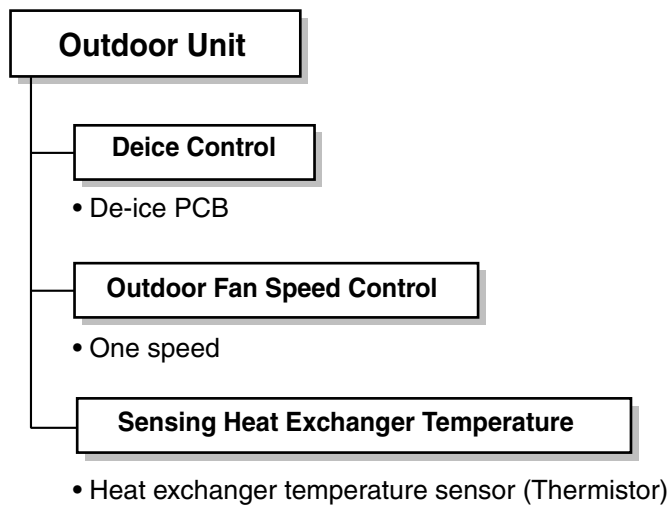 Outdoor Unit
Deice Control
• De-ice PCB
Outdoor Fan Speed Control
• One speed
Sensing Heat Exchanger Temperature
• Heat exchanger temperature sensor (Thermistor)